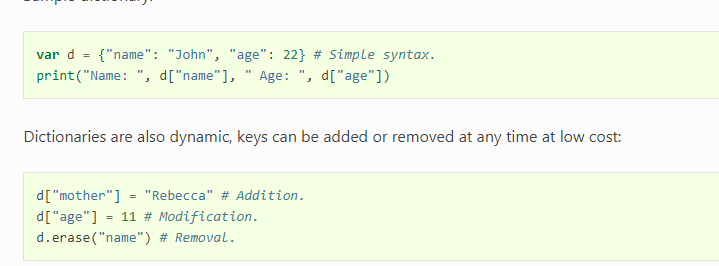 var d = {"name": "John", "age": 22} # Simple syntax.
print("Name: ", d["name"], " Age: ", d["age"])
Dictionaries are also dynamic, keys can be added or removed at any time at low cost:
d["mother"] = "Rebecca" # Addition.
d["age"] = 11 # Modification.
d.erase("name") # Removal.